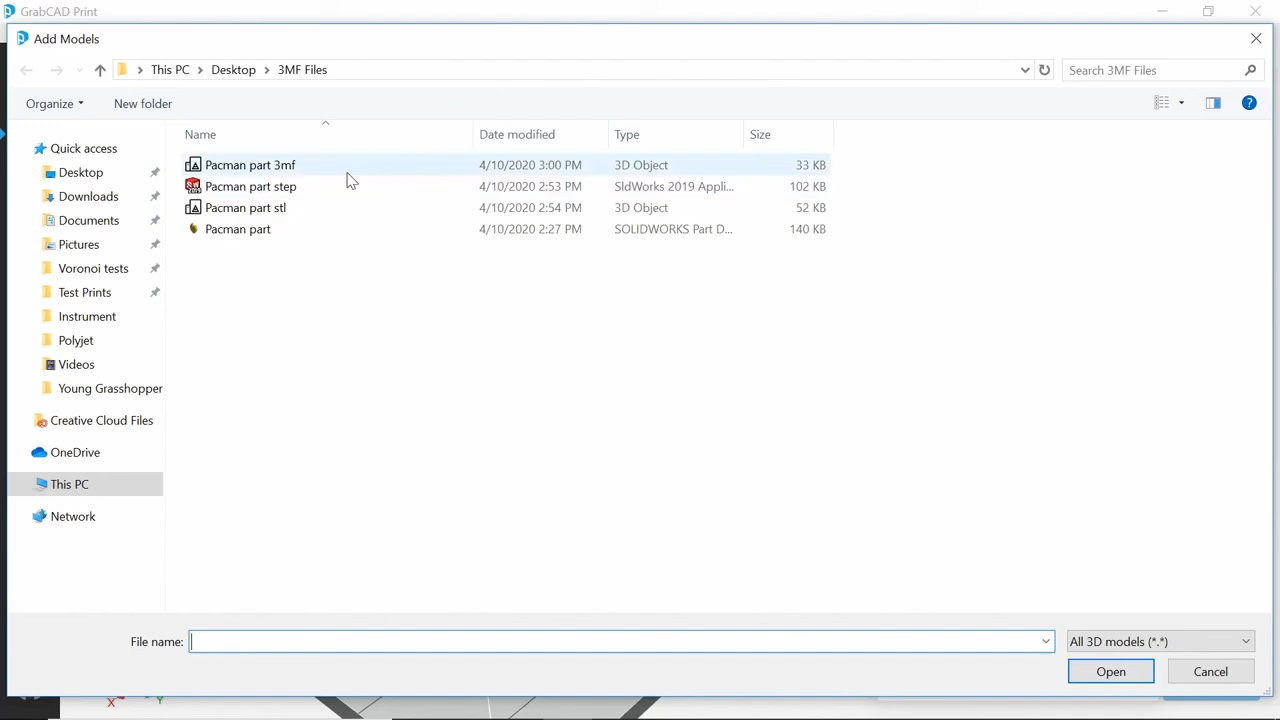 GrabCAD Print
Add Models
This PC Desktop 3MF Files
Search 3MF Files
Organize New folder
Name Date modified Type Size
Quick access
Desktop
Downloads
Documents
Pictures
Voronoi tests
Test Prints
Instrument
Polyjet
Videos
Young Grasshopper
Creative Cloud Files
OneDrive
This PC
Network
Pacman part 3mf 4/10/2020 3:00 PM 3D Object 33 KB
Pacman part step 4/10/2020 2:53 PM SldWorks 2019 Appli... 102 KB
Pacman part stl 4/10/2020 2:54 PM 3D Object 52 KB
Pacman part 4/10/2020 2:27 PM SOLIDWORKS Part D... 140 KB
File name: All 3D models (*.*)
Open Cancel
X Y